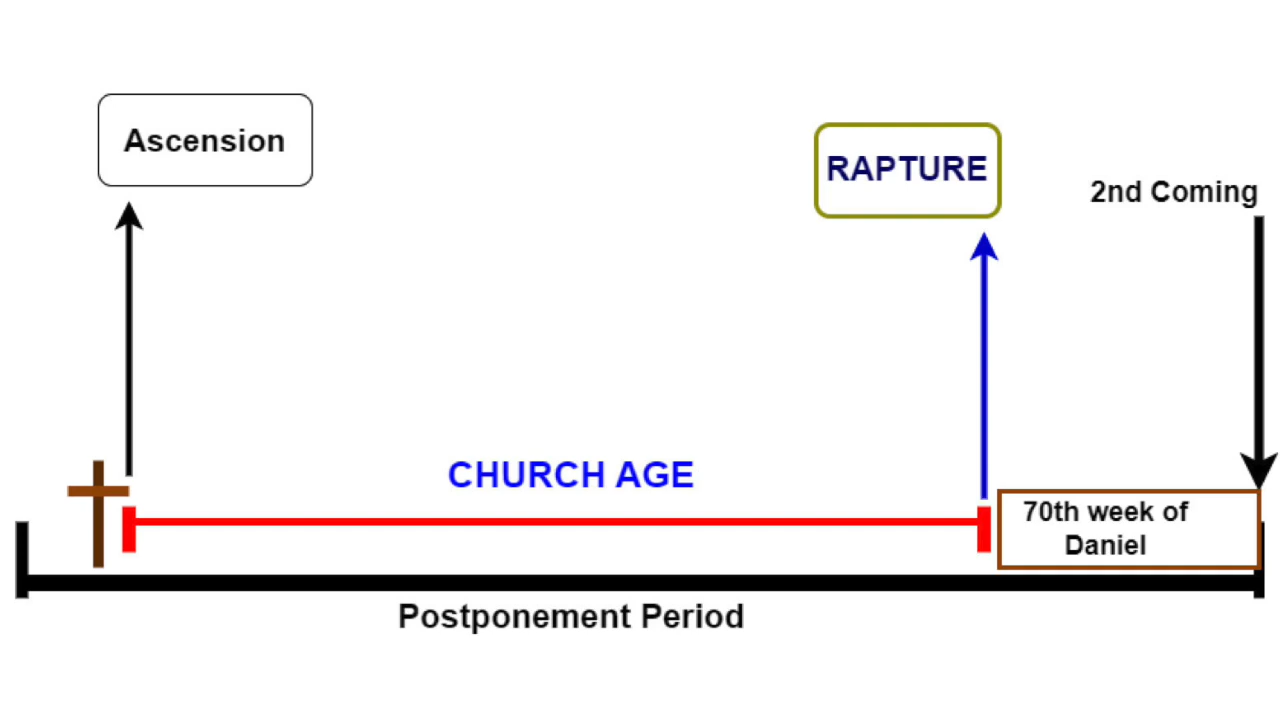 Ascension
RAPTURE
2nd Coming
CHURCH AGE
70th week of
Daniel
Postponement Period